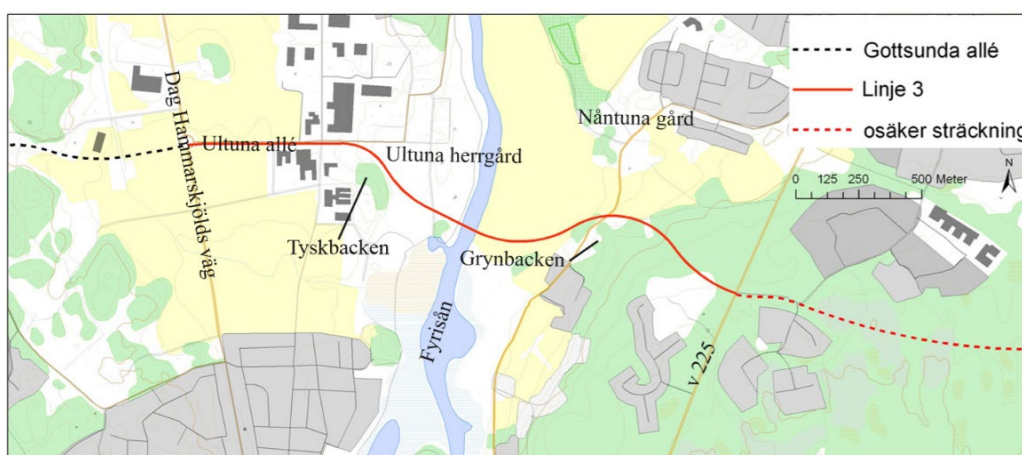 Gottsunda allé
Linje 3
osäker sträckning
0 125 250 500 Meter
N
Dag Hammarskjölds väg
Ultuna allé
Ultuna herrgård
Nåntuna gård
Tyskbacken
Grynbacken
Fyrisån
v 225